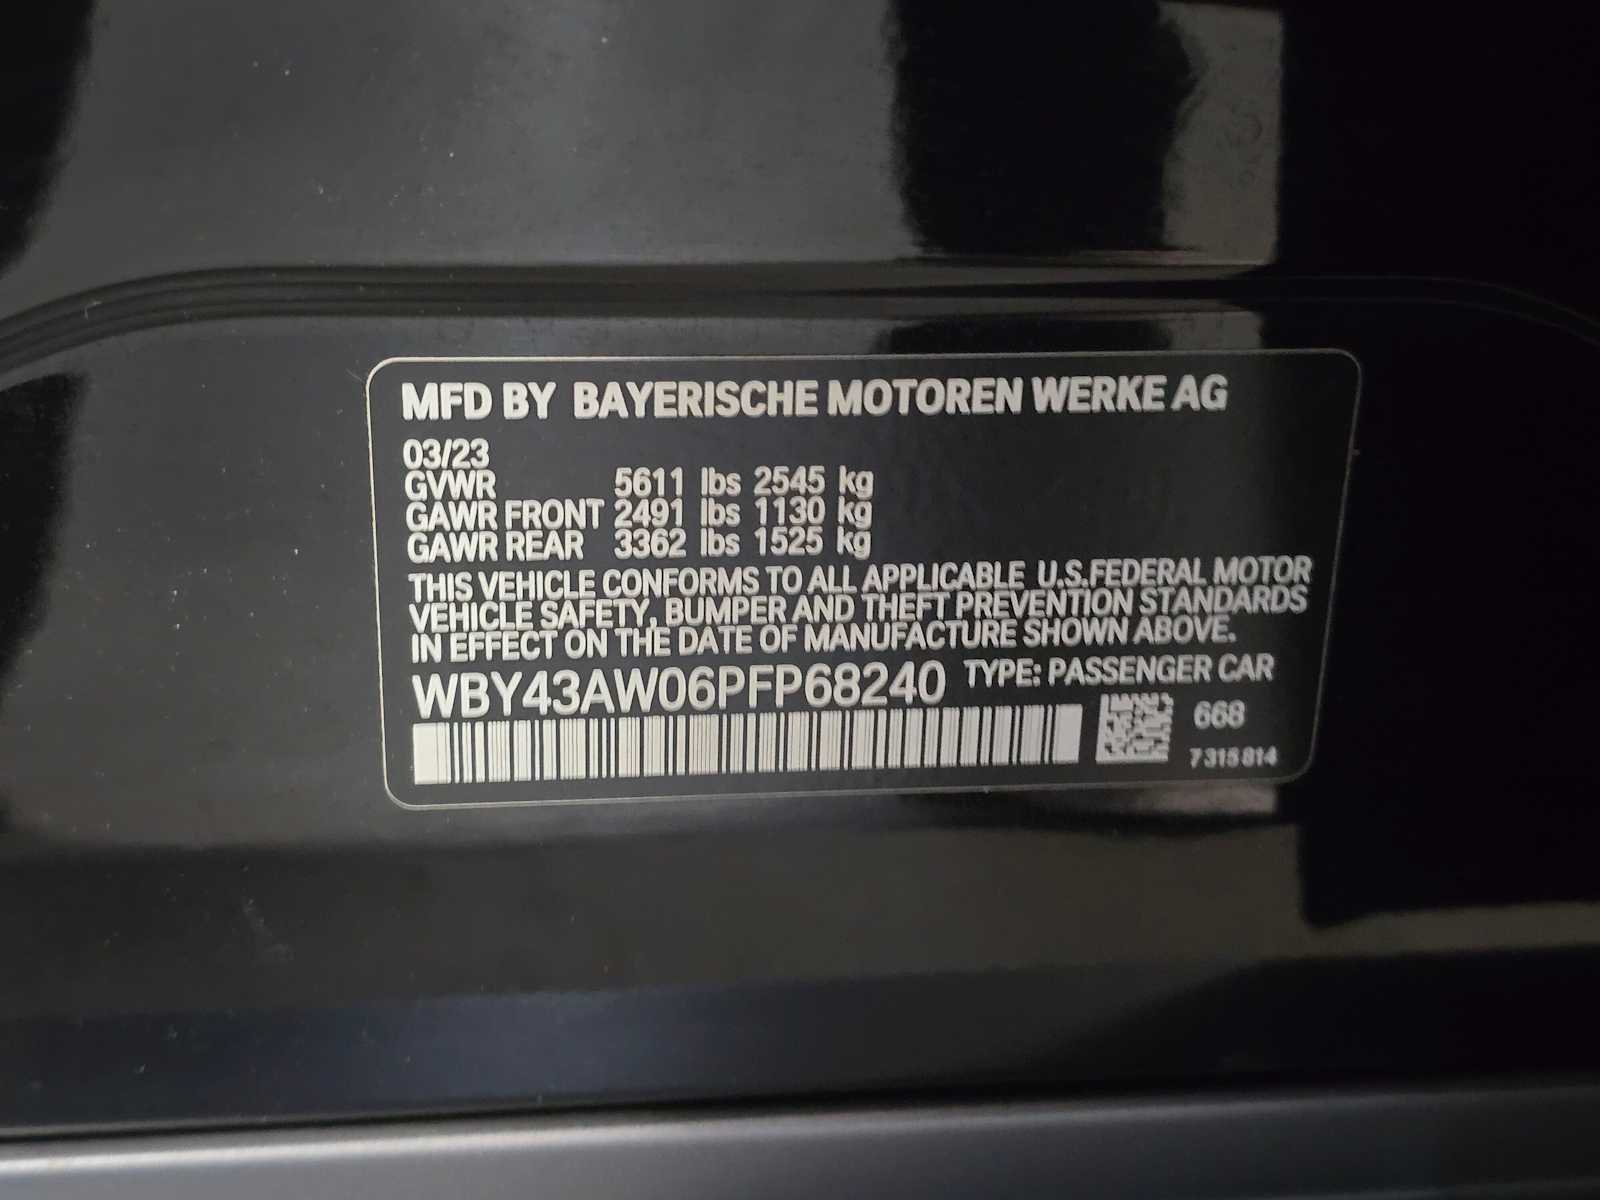 MFD BY BAYERISCHE MOTOREN WERKE AG
03/23
GVWR 5611 lbs 2545 kg
GAWR FRONT 2491 lbs 1130 kg
GAWR REAR 3362 lbs 1525 kg
THIS VEHICLE CONFORMS TO ALL APPLICABLE U.S.FEDERAL MOTOR
VEHICLE SAFETY, BUMPER AND THEFT PREVENTION STANDARDS
IN EFFECT ON THE DATE OF MANUFACTURE SHOWN ABOVE.
WBY43AW06PFP68240 TYPE: PASSENGER CAR
668
7 315 814